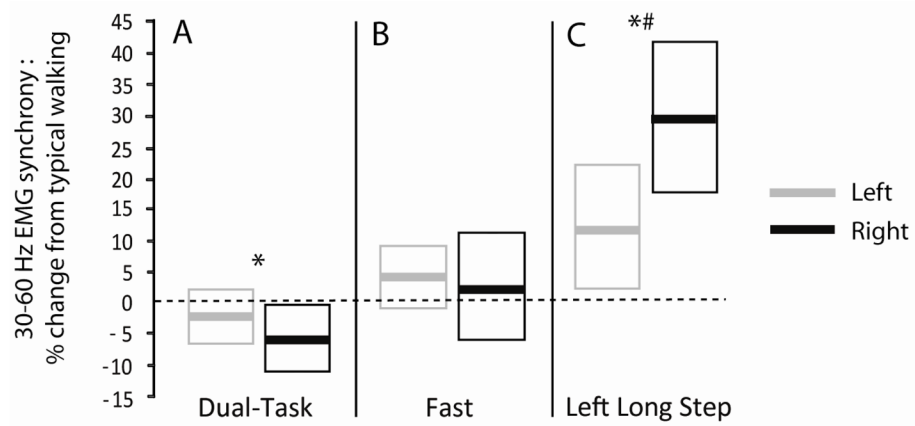 30-60 Hz EMG synchrony :
% change from typical walking
45
40
35
30
25
20
15
10
5
0
- 5
-10
-15
A
*
Dual-Task
B
Fast
C
*#
Left Long Step
Left
Right